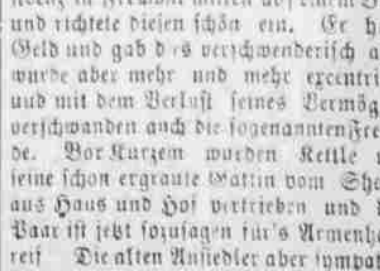 und richtete diesen schön ein. Er h
Geld und gab d es verschwenderisch a
wurde aber mehr und mehr excentri
und mit dem Verlust seines Vermög
verschwanden auch die sogenannten Fre
de. Vor Kurzem wurden Kettle
seine schon ergraute Gattin vom She
aus Haus und Hof vertrieben und
Paar ist jetzt sozusagen für's Armenh
reif Die alten Ansiedler aber sympat